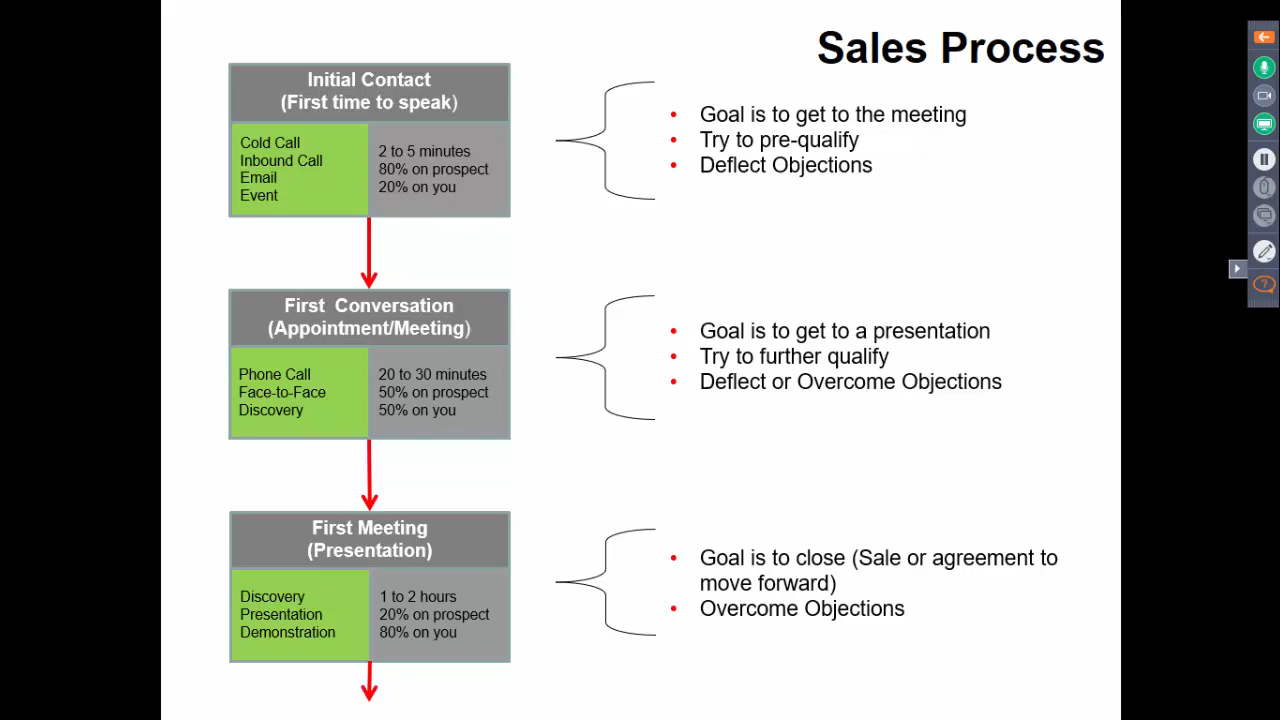 Sales Process
Initial Contact
(First time to speak)
Cold Call
Inbound Call
Email
Event
2 to 5 minutes
80% on prospect
20% on you
• Goal is to get to the meeting
• Try to pre-qualify
• Deflect Objections
First Conversation
(Appointment/Meeting)
Phone Call
Face-to-Face
Discovery
20 to 30 minutes
50% on prospect
50% on you
• Goal is to get to a presentation
• Try to further qualify
• Deflect or Overcome Objections
First Meeting
(Presentation)
Discovery
Presentation
Demonstration
1 to 2 hours
20% on prospect
80% on you
• Goal is to close (Sale or agreement to
move forward)
• Overcome Objections